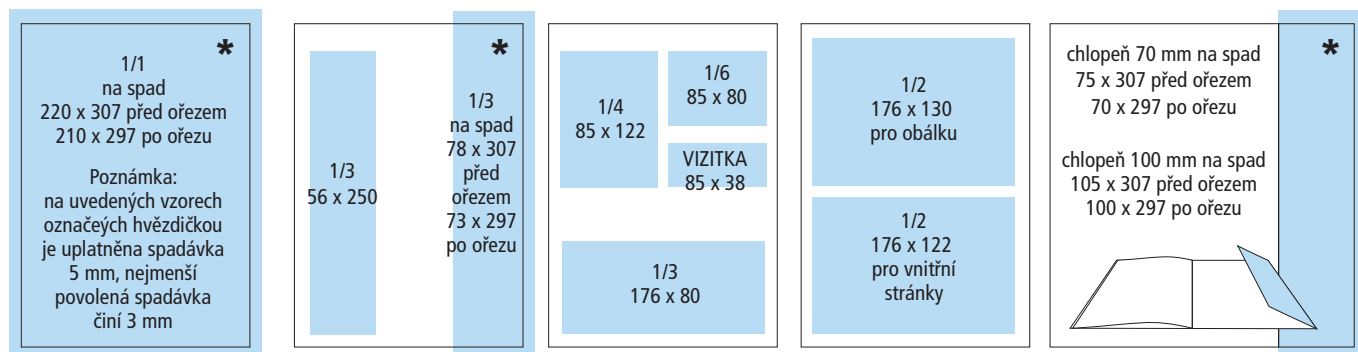 *
1/1
na spad
220 x 307 před ořezem
210 x 297 po ořezu
Poznámka:
na uvedených vzorech
označeých hvězdičkou
je uplatněna spadávka
5 mm, nejmenší
povolená spadávka
činí 3 mm
1/3
56 x 250
*
1/3
na spad
78 x 307
před
ořezem
73 x 297
po ořezu
1/4
85 x 122
1/6
85 x 80
VIZITKA
85 x 38
1/3
176 x 80
1/2
176 x 130
pro obálku
1/2
176 x 122
pro vnitřní
stránky
*
chlopeň 70 mm na spad
75 x 307 před ořezem
70 x 297 po ořezu
chlopeň 100 mm na spad
105 x 307 před ořezem
100 x 297 po ořezu